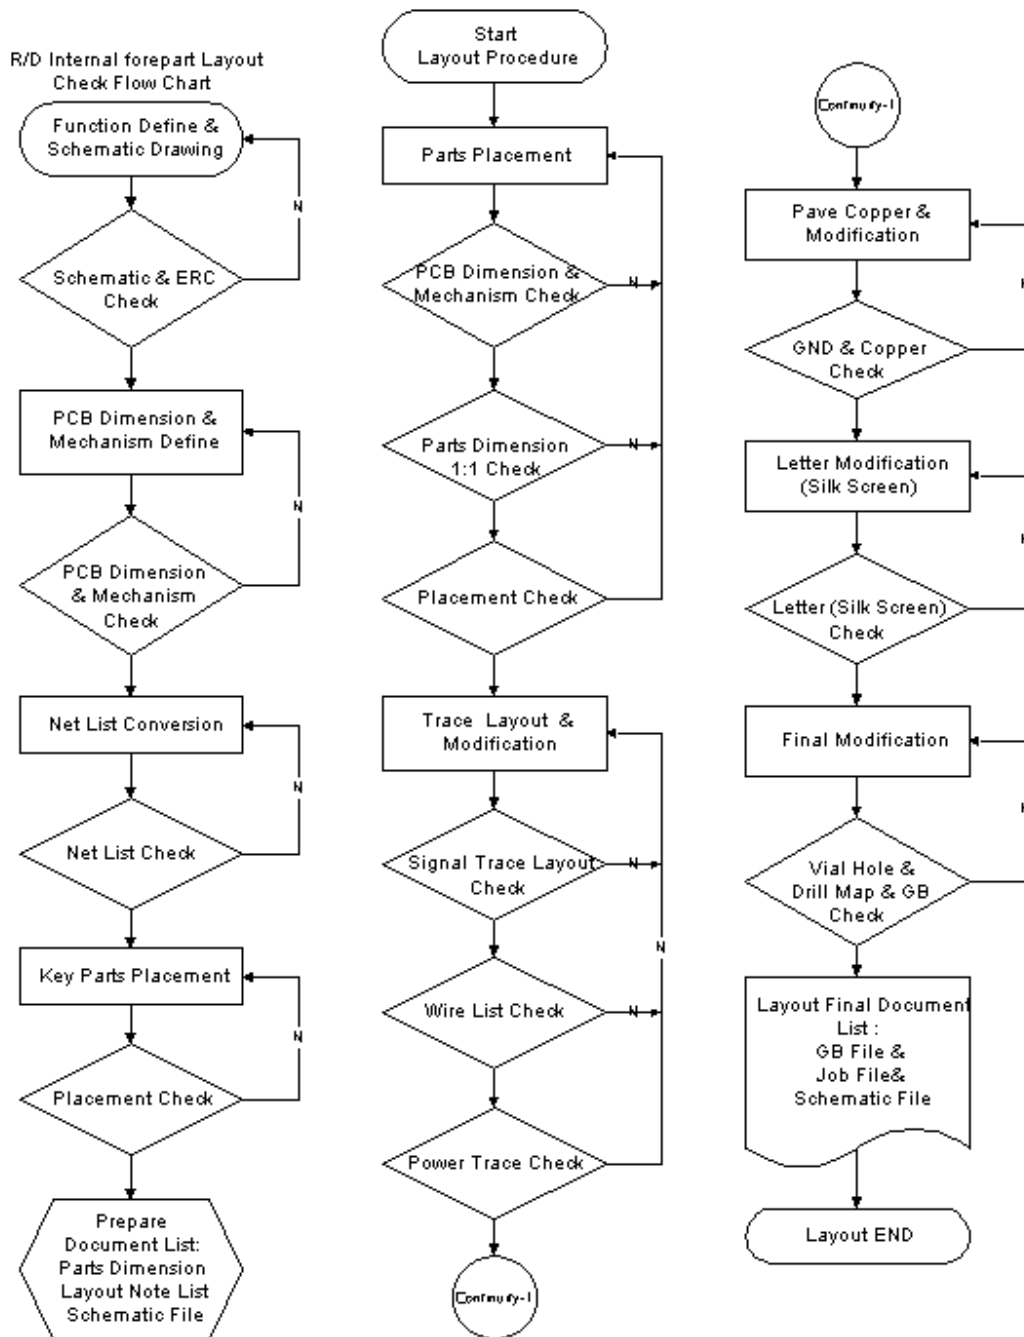 R/D Internal forepart Layout
Check Flow Chart
Function Define &
Schematic Drawing
N
Schematic & ERC
Check
PCB Dimension &
Mechanism Define
N
PCB Dimension
& Mechanism
Check
Net List Conversion
N
Net List Check
Key Parts Placement
N
Placement Check
Prepare
Document List:
Parts Dimension
Layout Note List
Schematic File
Start
Layout Procedure
Parts Placement
PCB Dimension &
Mechanism Check
N
Parts Dimension
1:1 Check
N
Placement Check
Trace Layout &
Modification
Signal Trace Layout
Check
N
N
Wire List Check
N
Power Trace Check
Continuity-1
Continuity-1
Pave Copper &
Modification
GND & Copper
Check
Letter Modification
(Silk Screen)
Letter (Silk Screen)
Check
Final Modification
Vial Hole &
Drill Map & GB
Check
Layout Final Document
List :
GB File &
Job File&
Schematic File
Layout END